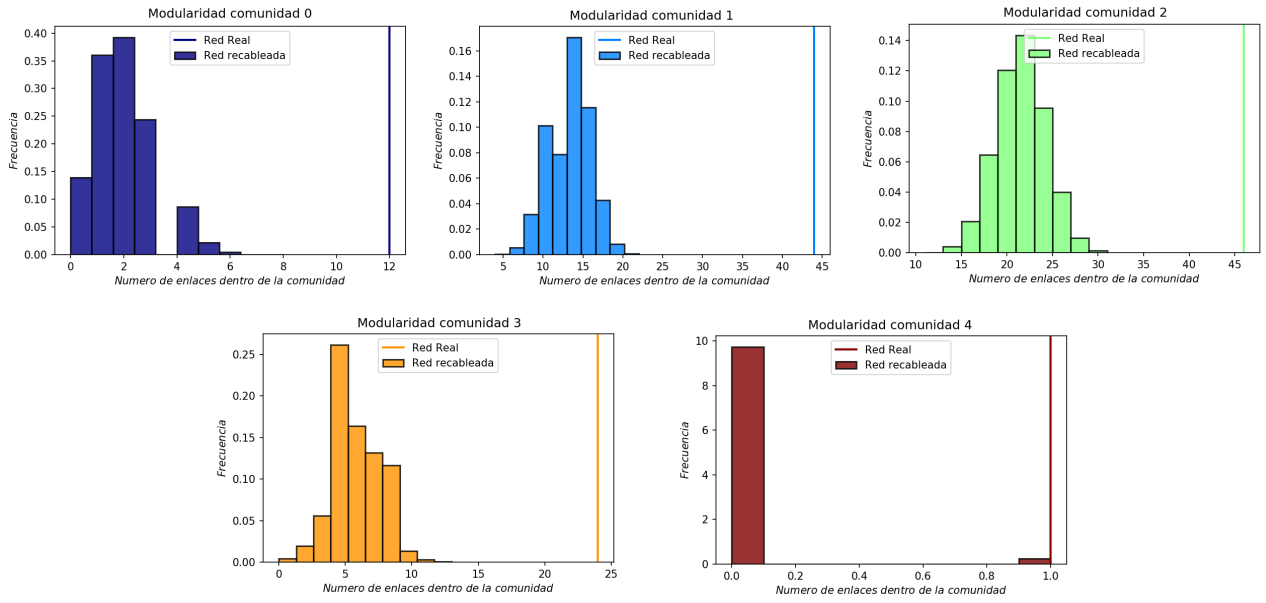 Modularidad comunidad 0
Red Real
Red recableada
Frecuencia
0.40
0.35
0.30
0.25
0.20
0.15
0.10
0.05
0.00
0 2 4 6 8 10 12
Numero de enlaces dentro de la comunidad
Modularidad comunidad 1
Red Real
Red recableada
Frecuencia
0.16
0.14
0.12
0.10
0.08
0.06
0.04
0.02
0.00
5 10 15 20 25 30 35 40 45
Numero de enlaces dentro de la comunidad
Modularidad comunidad 2
Red Real
Red recableada
Frecuencia
0.14
0.12
0.10
0.08
0.06
0.04
0.02
0.00
10 15 20 25 30 35 40 45
Numero de enlaces dentro de la comunidad
Modularidad comunidad 3
Red Real
Red recableada
Frecuencia
0.25
0.20
0.15
0.10
0.05
0.00
0 5 10 15 20 25
Numero de enlaces dentro de la comunidad
Modularidad comunidad 4
Red Real
Red recableada
Frecuencia
10
8
6
4
2
0
0.0 0.2 0.4 0.6 0.8 1.0
Numero de enlaces dentro de la comunidad